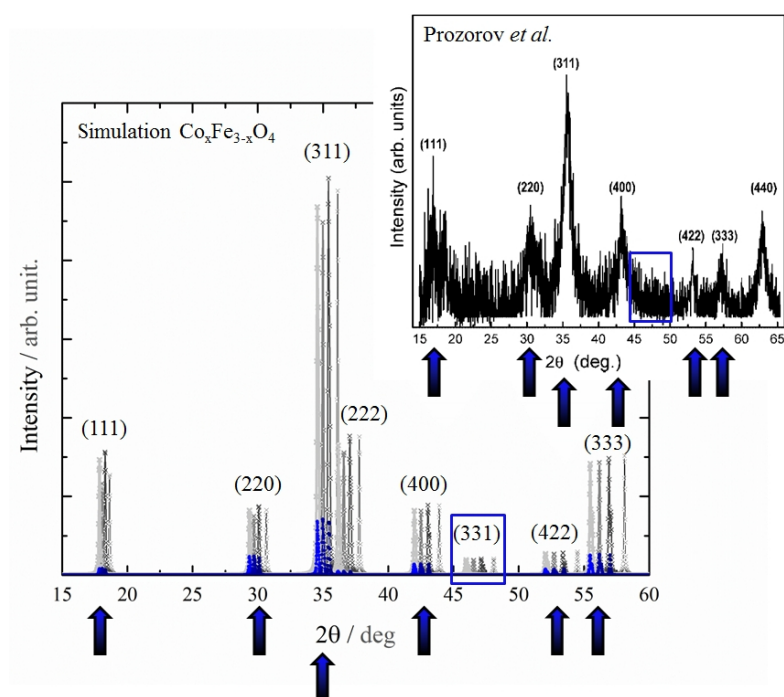 Prozorov et al.
Intensity (arb. units)
(111)
(220)
(311)
(400)
(422)
(333)
(440)
15 20 25 30 35 40 45 50 55 60 65
2θ (deg.)
Simulation CoxFe3-xO4
Intensity / arb. unit.
(111)
(220)
(311)
(222)
(400)
(331)
(422)
(333)
15 20 25 30 35 40 45 50 55 60
2θ / deg